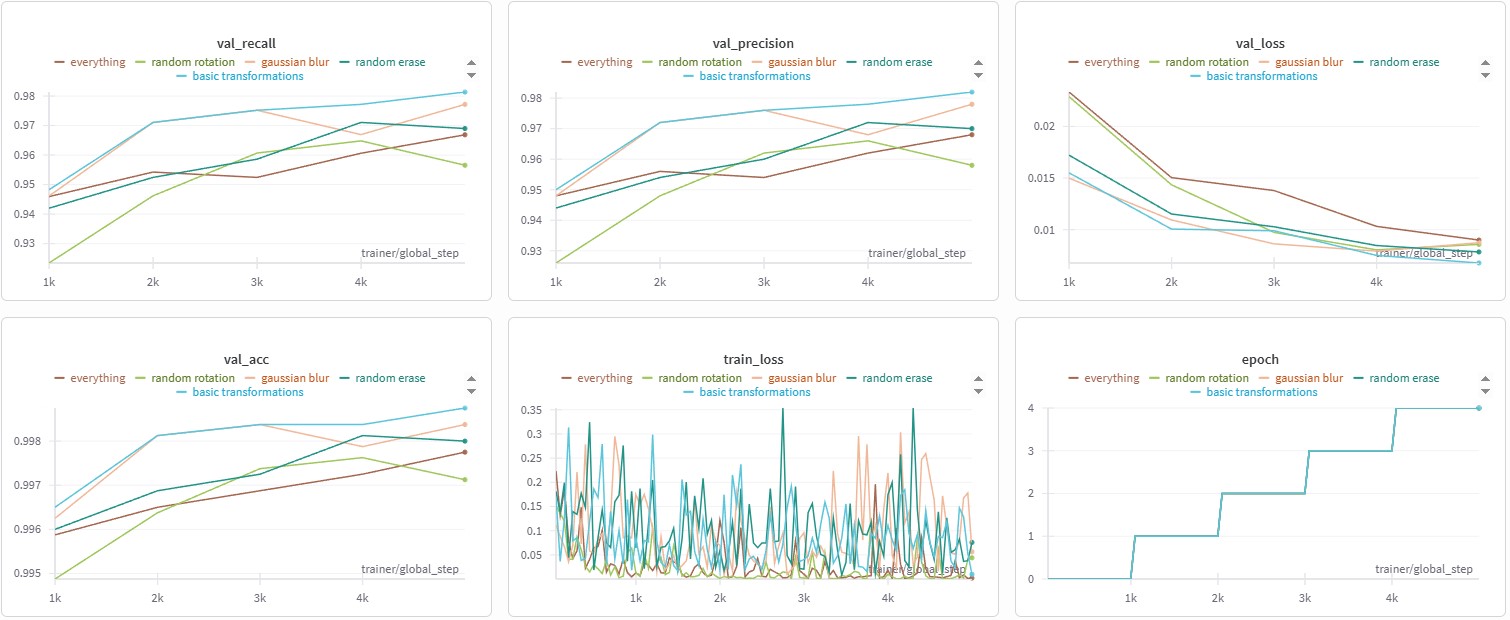 val_recall
everything random rotation gaussian blur random erase
basic transformations
0.98
0.97
0.96
0.95
0.94
0.93
trainer/global_step
1k 2k 3k 4k
val_precision
everything random rotation gaussian blur random erase
basic transformations
0.98
0.97
0.96
0.95
0.94
0.93
trainer/global_step
1k 2k 3k 4k
val_loss
everything random rotation gaussian blur random erase
basic transformations
0.02
0.015
0.01
trainer/global_step
1k 2k 3k 4k
val_acc
everything random rotation gaussian blur random erase
basic transformations
0.998
0.997
0.996
0.995
trainer/global_step
1k 2k 3k 4k
train_loss
everything random rotation gaussian blur random erase
basic transformations
0.35
0.3
0.25
0.2
0.15
0.1
0.05
trainer/global_step
1k 2k 3k 4k
epoch
everything random rotation gaussian blur random erase
basic transformations
4
3
2
1
0
trainer/global_step
1k 2k 3k 4k